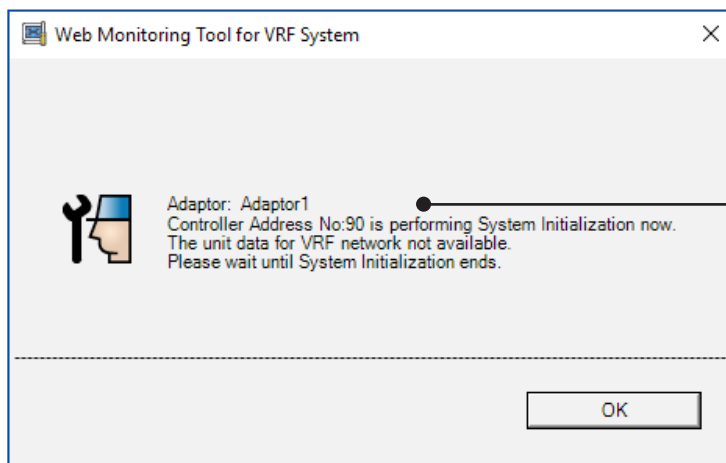 Web Monitoring Tool for VRF System
Adaptor: Adaptor1
Controller Address No:90 is performing System Initialization now.
The unit data for VRF network not available.
Please wait until System Initialization ends.
OK